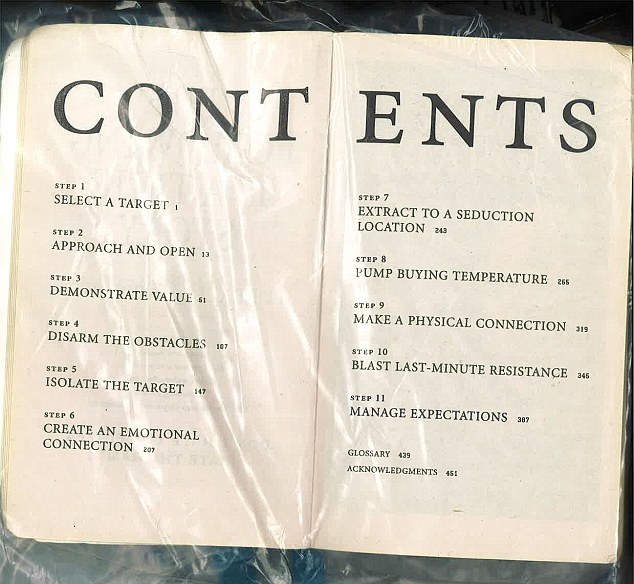 CONTENTS
STEP 1
SELECT A TARGET 1
STEP 2
APPROACH AND OPEN 13
STEP 3
DEMONSTRATE VALUE 51
STEP 4
DISARM THE OBSTACLES 107
STEP 5
ISOLATE THE TARGET 147
STEP 6
CREATE AN EMOTIONAL
CONNECTION 207
STEP 7
EXTRACT TO A SEDUCTION
LOCATION 243
STEP 8
PUMP BUYING TEMPERATURE 265
STEP 9
MAKE A PHYSICAL CONNECTION 319
STEP 10
BLAST LAST-MINUTE RESISTANCE 345
STEP 11
MANAGE EXPECTATIONS 387
GLOSSARY 439
ACKNOWLEDGMENTS 451